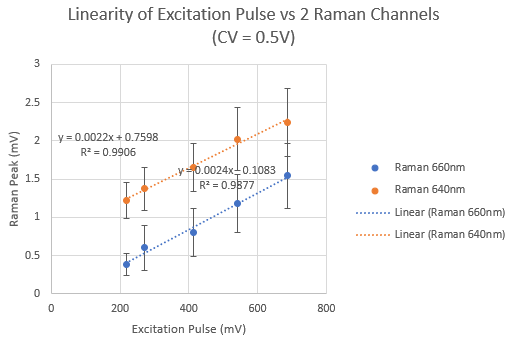 Linearity of Excitation Pulse vs 2 Raman Channels
(CV = 0.5V)
3
2.5
2
1.5
1
0.5
0
Raman Peak (mV)
y = 0.0022x + 0.7598
R² = 0.9906
y = 0.0024x - 0.1083
R² = 0.9877
0 200 400 600 800
Excitation Pulse (mV)
Raman 660nm
Raman 640nm
Linear (Raman 660nm)
Linear (Raman 640nm)